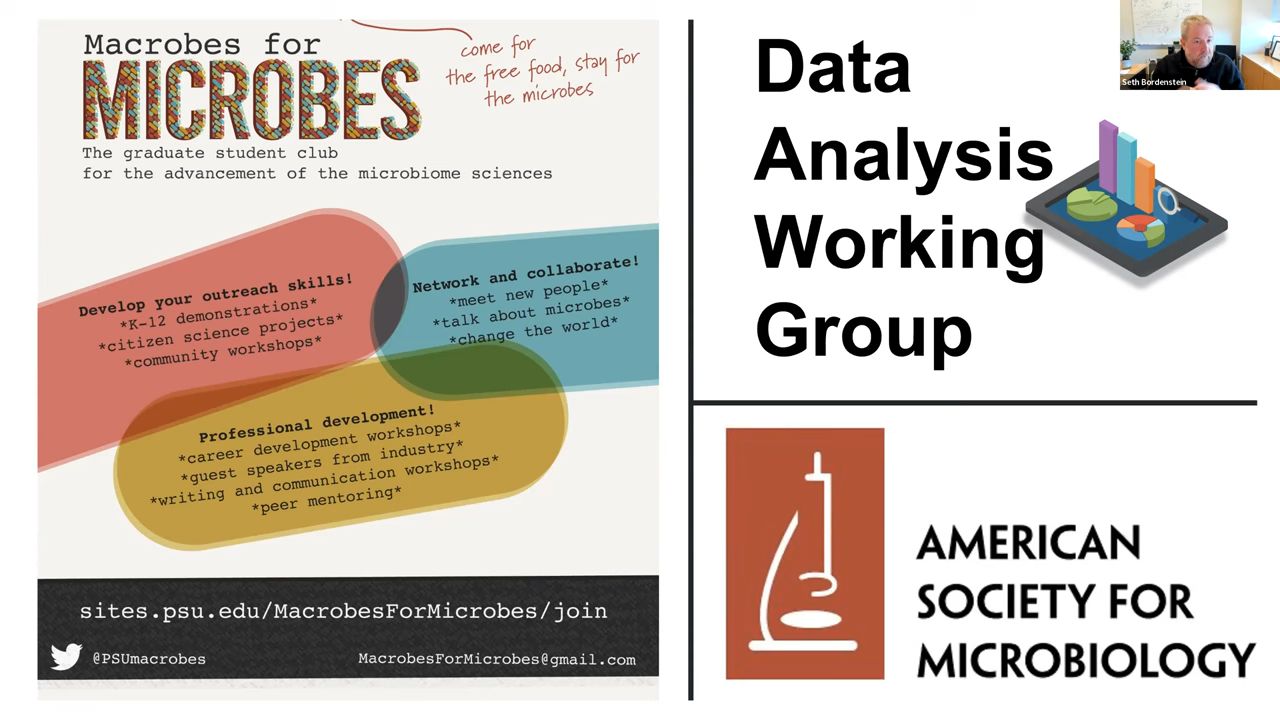 Macrobes for
MICROBES
come for
the free food, stay for
the microbes
The graduate student club
for the advancement of the microbiome sciences
Develop your outreach skills!
*K-12 demonstrations*
*citizen science projects*
*community workshops*
Network and collaborate!
*meet new people*
*talk about microbes*
*change the world*
Professional development!
*career development workshops*
*guest speakers from industry*
*writing and communication workshops*
*peer mentoring*
sites.psu.edu/MacrobesForMicrobes/join
@PSUmacrobes
MacrobesForMicrobes@gmail.com
Data
Analysis
Working
Group
AMERICAN
SOCIETY FOR
MICROBIOLOGY
Seth Bordenstein